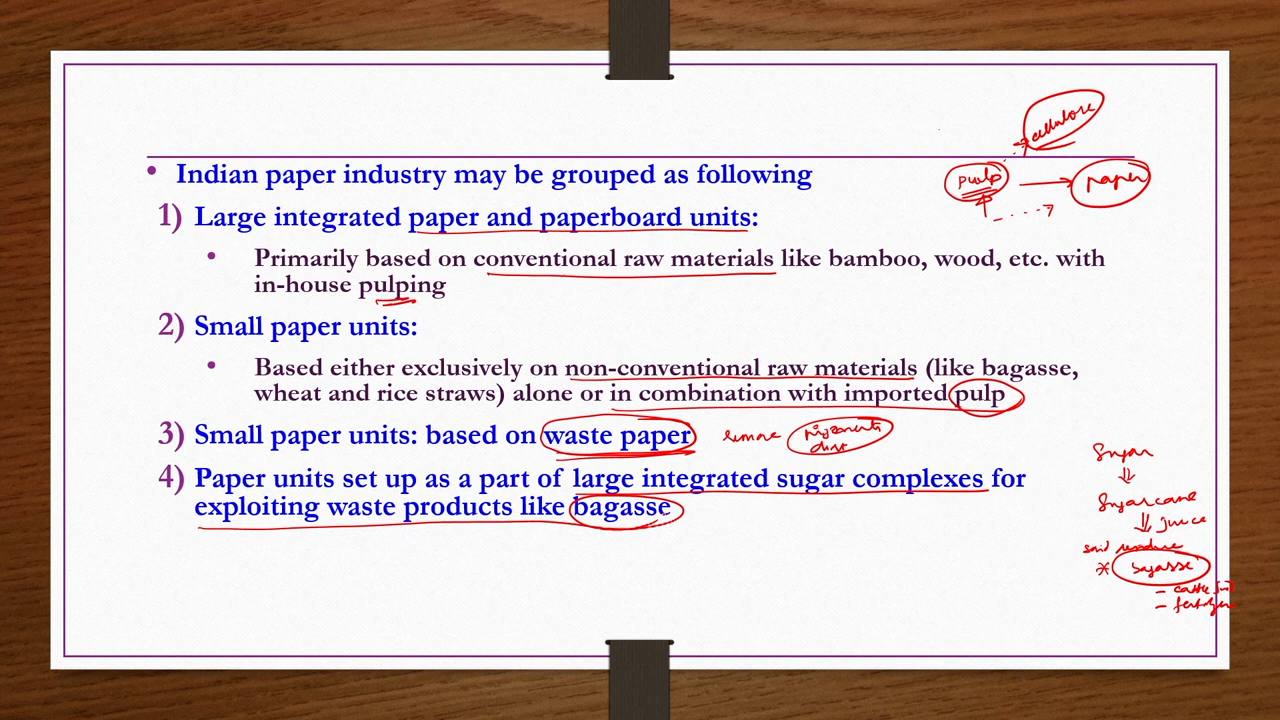 cellulose
pulp → paper
• Indian paper industry may be grouped as following
1) Large integrated paper and paperboard units:
• Primarily based on conventional raw materials like bamboo, wood, etc. with
in-house pulping
2) Small paper units:
• Based either exclusively on non-conventional raw materials (like bagasse,
wheat and rice straws) alone or in combination with imported pulp
3) Small paper units: based on waste paper
remove pigments
4) Paper units set up as a part of large integrated sugar complexes for
exploiting waste products like bagasse
Sugar
Sugarcane
juice
residue
bagasse